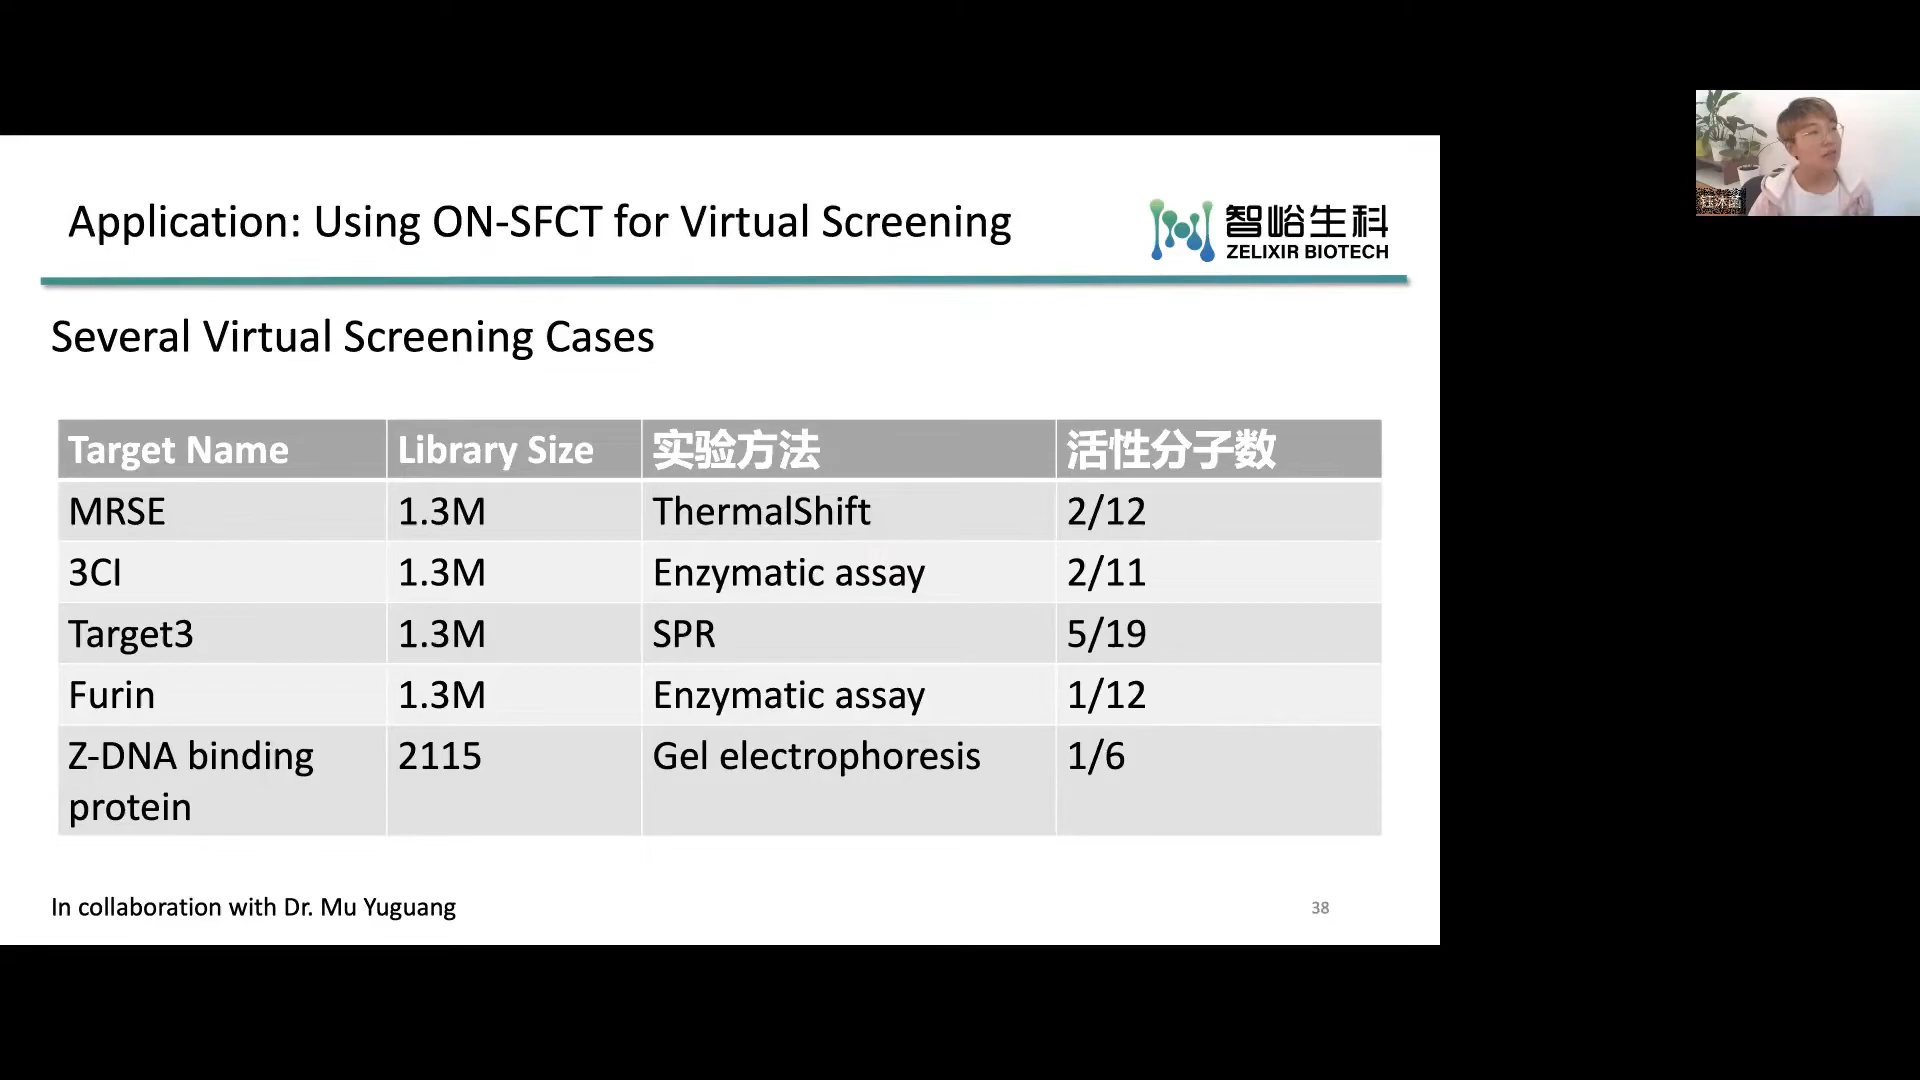 Application: Using ON-SFCT for Virtual Screening
智峪生科
ZELIXIR BIOTECH
Several Virtual Screening Cases
Target Name Library Size 实验方法 活性分子数
MRSE 1.3M ThermalShift 2/12
3CI 1.3M Enzymatic assay 2/11
Target3 1.3M SPR 5/19
Furin 1.3M Enzymatic assay 1/12
Z-DNA binding 2115 Gel electrophoresis 1/6
protein
In collaboration with Dr. Mu Yuguang
38